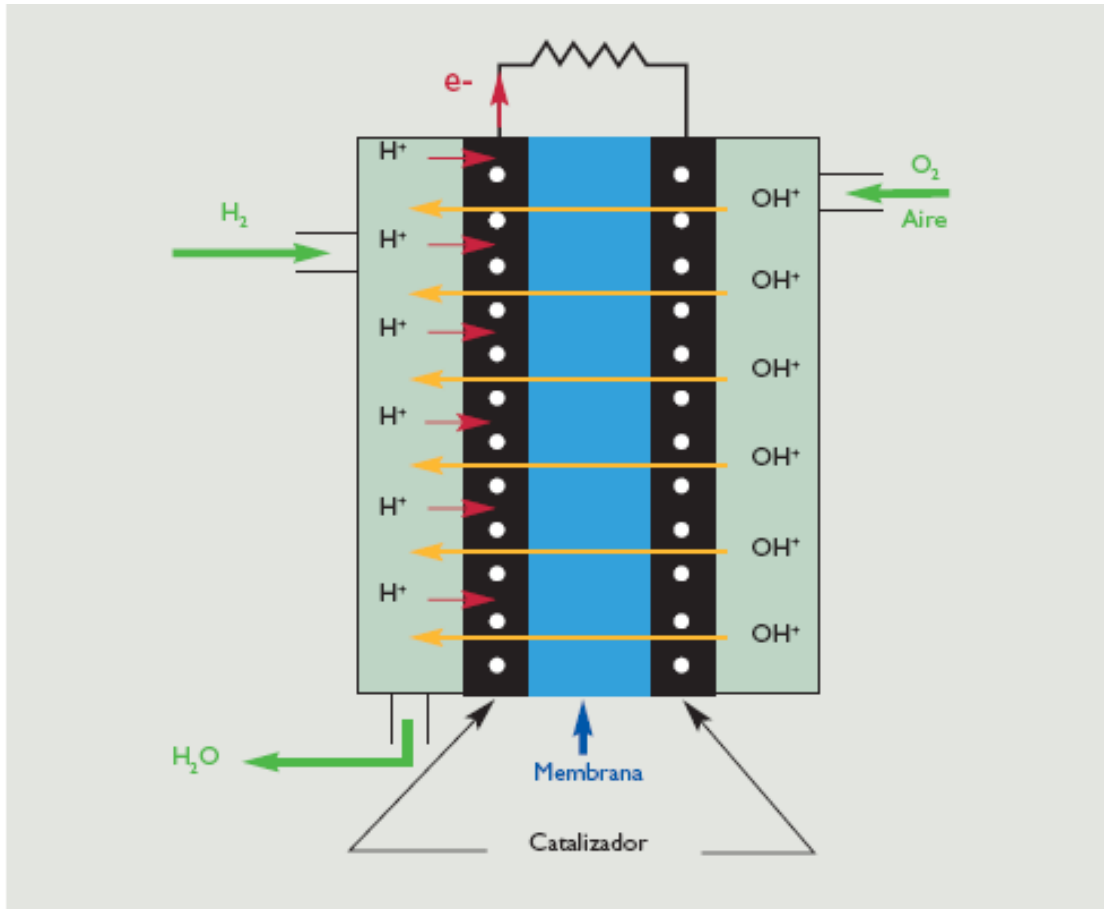 e-
H⁺
O₂
OH⁺
H₂
Aire
H⁺
OH⁺
H⁺
OH⁺
H⁺
OH⁺
H⁺
OH⁺
H⁺
OH⁺
H₂O
Membrana
Catalizador